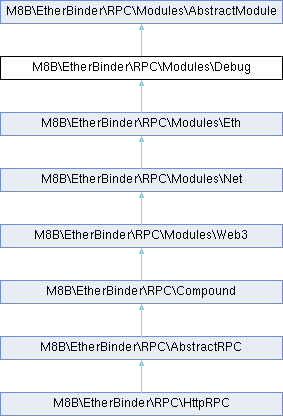 M8B\EtherBinder\RPC\Modules\AbstractModule
M8B\EtherBinder\RPC\Modules\Debug
M8B\EtherBinder\RPC\Modules\Eth
M8B\EtherBinder\RPC\Modules\Net
M8B\EtherBinder\RPC\Modules\Web3
M8B\EtherBinder\RPC\Compound
M8B\EtherBinder\RPC\AbstractRPC
M8B\EtherBinder\RPC\HttpRPC